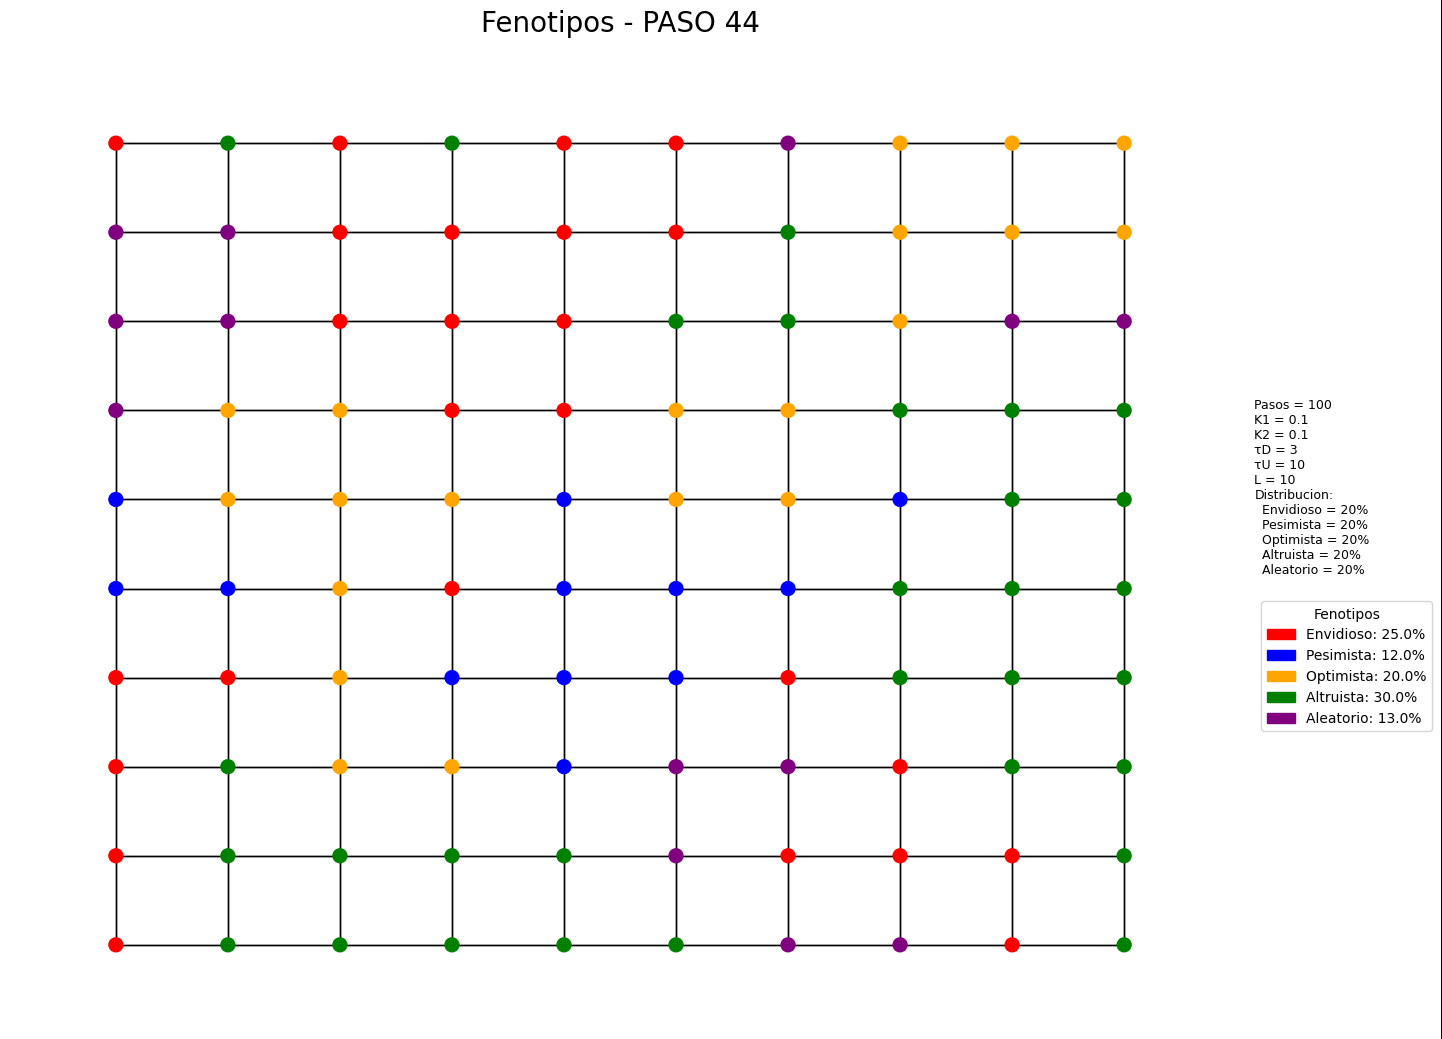 Fenotipos - PASO 44
Pasos = 100
K1 = 0.1
K2 = 0.1
τD = 3
τU = 10
L = 10
Distribucion:
Envidioso = 20%
Pesimista = 20%
Optimista = 20%
Altruista = 20%
Aleatorio = 20%
Fenotipos
Envidioso: 25.0%
Pesimista: 12.0%
Optimista: 20.0%
Altruista: 30.0%
Aleatorio: 13.0%